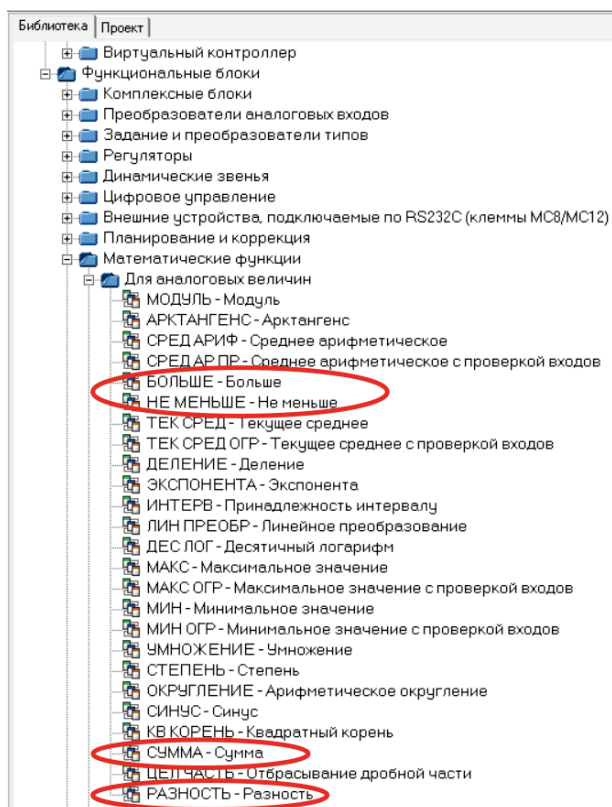 Библиотека Проект
Виртуальный контроллер
Функциональные блоки
Комплексные блоки
Преобразователи аналоговых входов
Задание и преобразователи типов
Регуляторы
Динамические звенья
Цифровое управление
Внешние устройства, подключаемые по RS232C (клеммы МС8/МС12)
Планирование и коррекция
Математические функции
Для аналоговых величин
МОДУЛЬ - Модуль
АРКТАНГЕНС - Арктангенс
СРЕД АРИФ - Среднее арифметическое
СРЕД АР ПР - Среднее арифметическое с проверкой входов
БОЛЬШЕ - Больше
НЕ МЕНЬШЕ - Не меньше
ТЕК СРЕД - Текущее среднее
ТЕК СРЕД ОГР - Текущее среднее с проверкой входов
ДЕЛЕНИЕ - Деление
ЭКСПОНЕНТА - Экспонента
ИНТЕРВ - Принадлежность интервалу
ЛИН ПРЕОБР - Линейное преобразование
ДЕС ЛОГ - Десятичный логарифм
МАКС - Максимальное значение
МАКС ОГР - Максимальное значение с проверкой входов
МИН - Минимальное значение
МИН ОГР - Минимальное значение с проверкой входов
УМНОЖЕНИЕ - Умножение
СТЕПЕНЬ - Степень
ОКРУГЛЕНИЕ - Арифметическое округление
СИНУС - Синус
КВ КОРЕНЬ - Квадратный корень
СУММА - Сумма
ЦЕЛ ЧАСТЬ - Отбрасывание дробной части
РАЗНОСТЬ - Разность